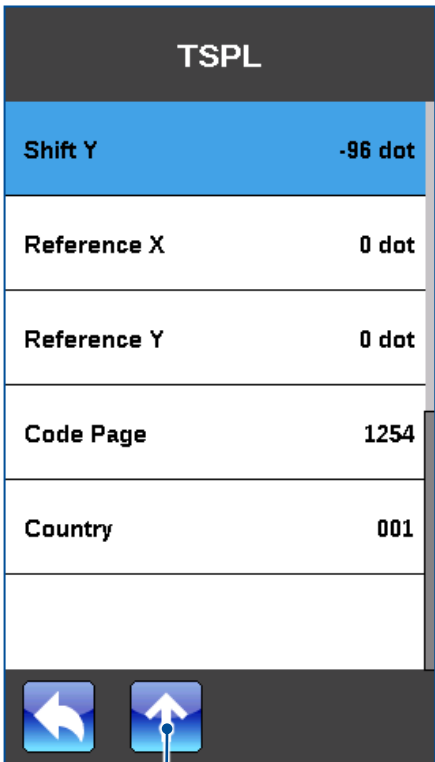 TSPL
Shift Y -96 dot
Reference X 0 dot
Reference Y 0 dot
Code Page 1254
Country 001